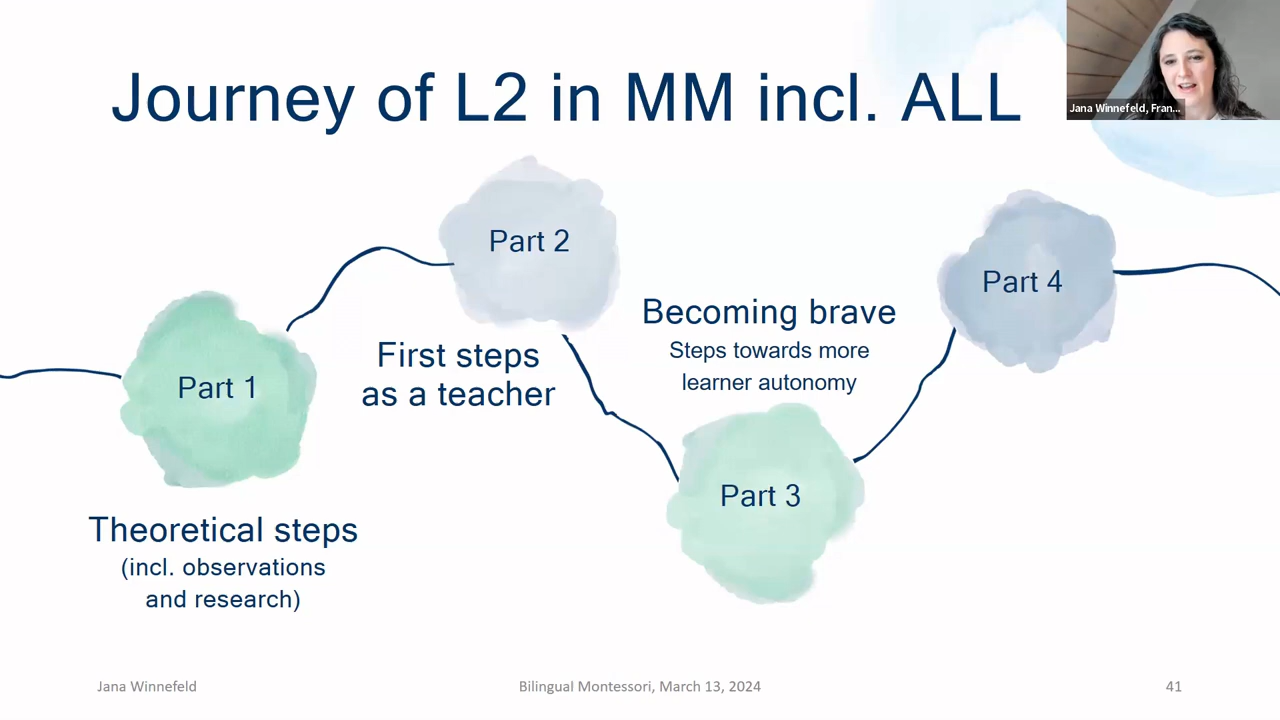 Journey of L2 in MM incl. ALL
Jana Winnefeld, Fran...
Part 1
Theoretical steps
(incl. observations
and research)
Part 2
First steps
as a teacher
Becoming brave
Steps towards more
learner autonomy
Part 3
Part 4
Jana Winnefeld
Bilingual Montessori, March 13, 2024
41